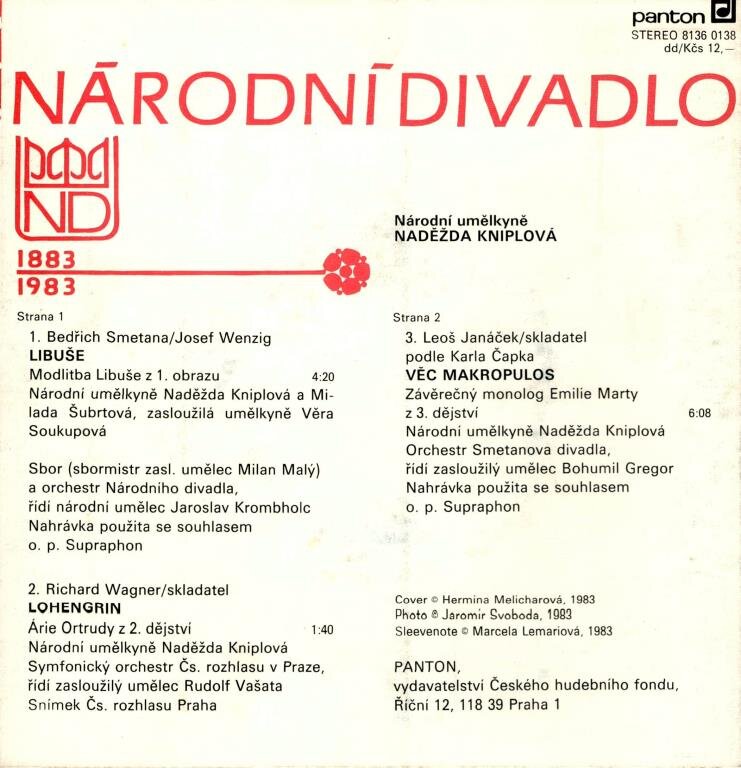 panton
STEREO 8136 0138
dd/Kčs 12,—
NÁRODNÍ DIVADLO
ND
1883
1983
Národní umělkyně
NADĚŽDA KNIPLOVÁ
Strana 1
1. Bedřich Smetana/Josef Wenzig
LIBUŠE
Modlitba Libuše z 1. obrazu 4:20
Národní umělkyně Naděžda Kniplová a Mi-
lada Šubrtová, zasloužilá umělkyně Věra
Soukupová
Sbor (sbormistr zasl. umělec Milan Malý)
a orchestr Národního divadla,
řídí národní umělec Jaroslav Krombholc
Nahrávka použita se souhlasem
o. p. Supraphon
2. Richard Wagner/skladatel
LOHENGRIN
Árie Ortrudy z 2. dějství 1:40
Národní umělkyně Naděžda Kniplová
Symfonický orchestr Čs. rozhlasu v Praze,
řídí zasloužilý umělec Rudolf Vašata
Snímek Čs. rozhlasu Praha
Strana 2
3. Leoš Janáček/skladatel
podle Karla Čapka
VĚC MAKROPULOS
Závěrečný monolog Emilie Marty
z 3. dějství 6:08
Národní umělkyně Naděžda Kniplová
Orchestr Smetanova divadla,
řídí zasloužilý umělec Bohumil Gregor
Nahrávka použita se souhlasem
o. p. Supraphon
Cover © Hermina Melicharová, 1983
Photo © Jaromír Svoboda, 1983
Sleevenote © Marcela Lemariová, 1983
PANTON,
vydavatelství Českého hudebního fondu,
Říční 12, 118 39 Praha 1